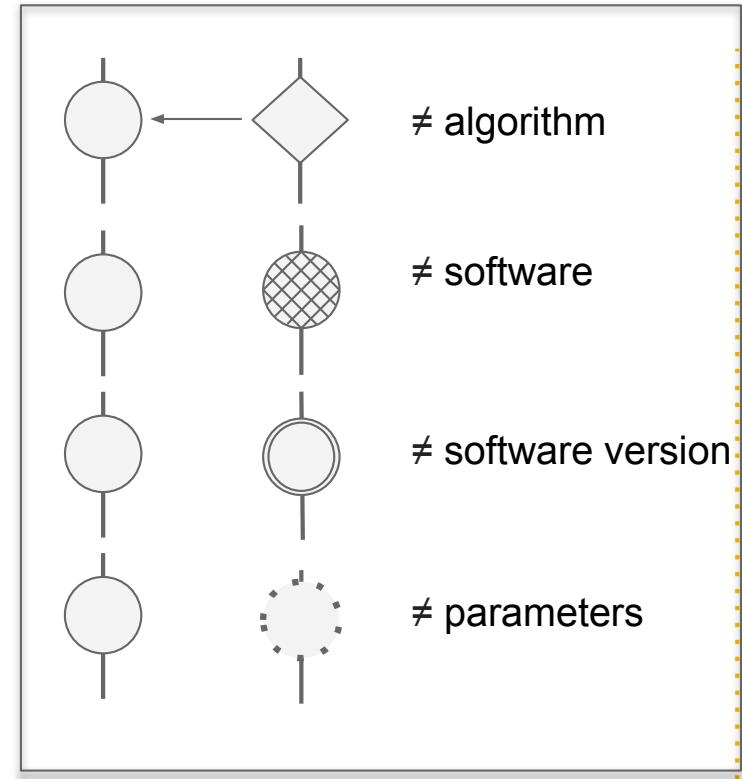 ≠ algorithm
≠ software
≠ software version
≠ parameters